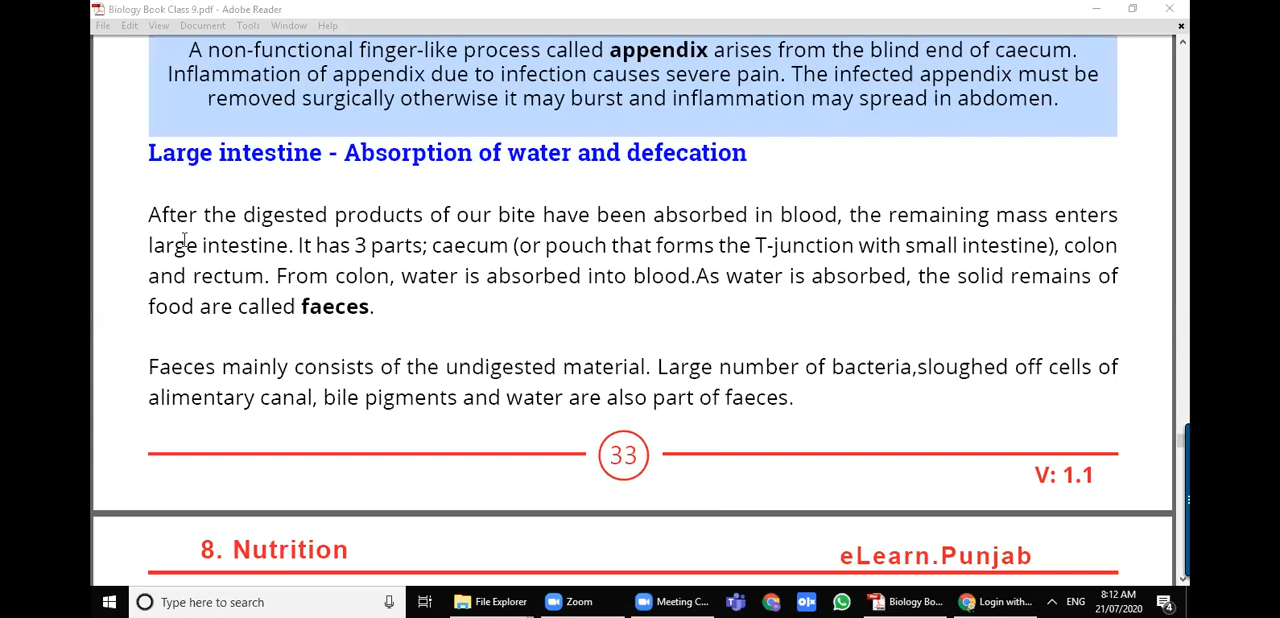 Biology Book Class 9.pdf - Adobe Reader
File Edit View Document Tools Window Help
A non-functional finger-like process called appendix arises from the blind end of caecum.
Inflammation of appendix due to infection causes severe pain. The infected appendix must be
removed surgically otherwise it may burst and inflammation may spread in abdomen.
Large intestine - Absorption of water and defecation
After the digested products of our bite have been absorbed in blood, the remaining mass enters
large intestine. It has 3 parts; caecum (or pouch that forms the T-junction with small intestine), colon
and rectum. From colon, water is absorbed into blood.As water is absorbed, the solid remains of
food are called faeces.
Faeces mainly consists of the undigested material. Large number of bacteria,sloughed off cells of
alimentary canal, bile pigments and water are also part of faeces.
33
V: 1.1
8. Nutrition
eLearn.Punjab
Type here to search File Explorer Zoom Meeting C... Biology Bo... Login with... ENG 8:12 AM
21/07/2020
4